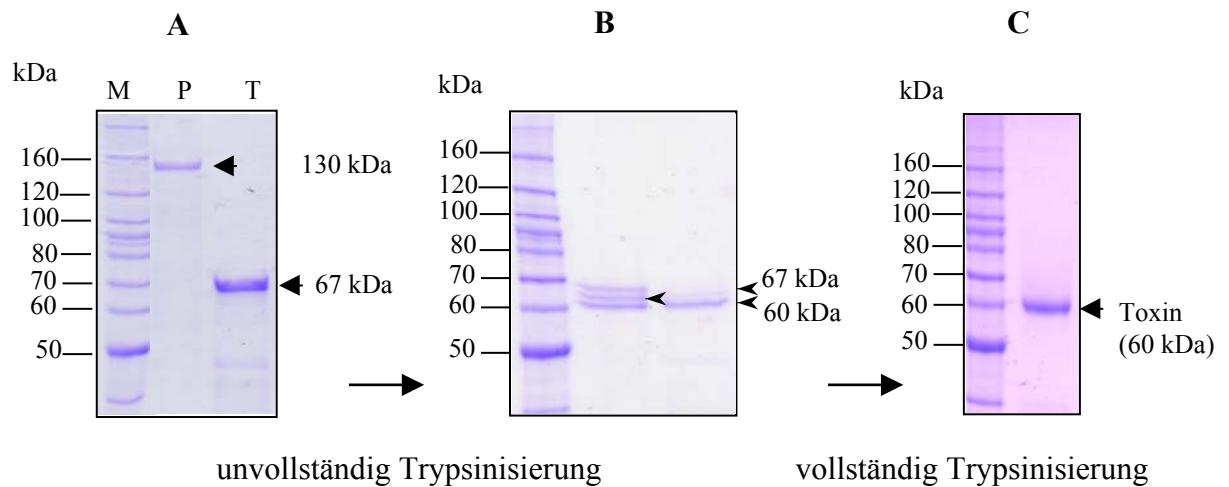 A
kDa
M P T
160
120
100
80
70
60
50
130 kDa
67 kDa
B
kDa
160
120
100
80
70
60
50
67 kDa
60 kDa
C
kDa
160
120
100
80
70
60
50
Toxin
(60 kDa)
unvollständig Trypsinisierung
vollständig Trypsinisierung